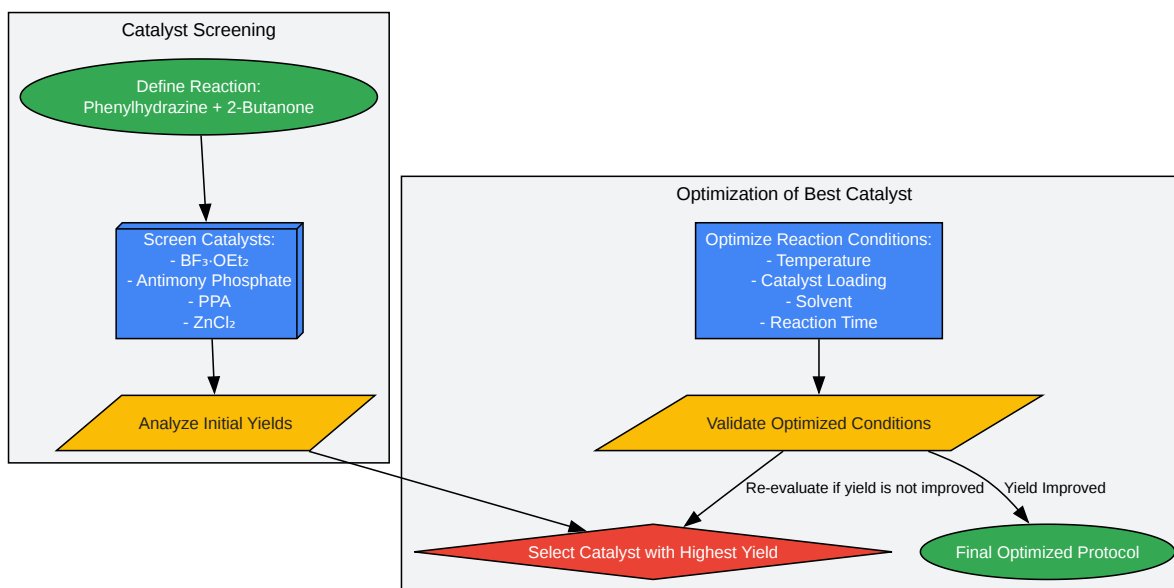 Catalyst Screening
Define Reaction:
Phenylhydrazine + 2-Butanone
Screen Catalysts:
- BF₃·OEt₂
- Antimony Phosphate
- PPA
- ZnCl₂
Analyze Initial Yields
Optimization of Best Catalyst
Optimize Reaction Conditions:
- Temperature
- Catalyst Loading
- Solvent
- Reaction Time
Validate Optimized Conditions
Re-evaluate if yield is not improved
Yield Improved
Select Catalyst with Highest Yield
Final Optimized Protocol